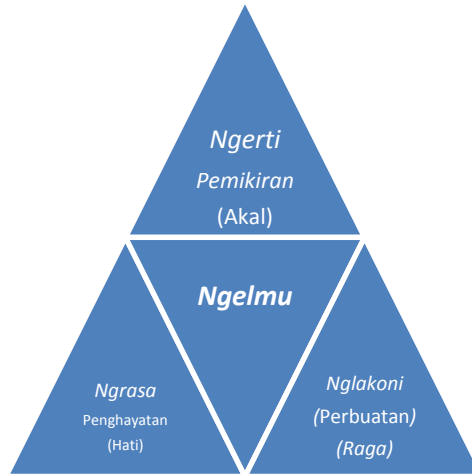 Ngerti
Pemikiran
(Akal)
Ngelmu
Ngrasa
Penghayatan
(Hati)
Nglakoni
(Perbuatan)
(Raga)